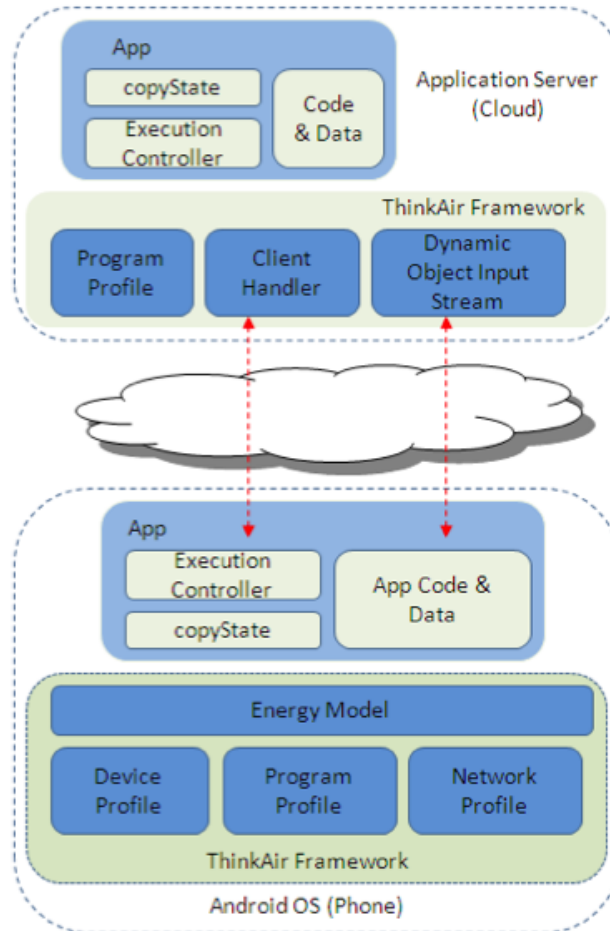 App
copyState
Execution
Controller
Code
& Data
Application Server
(Cloud)
ThinkAir Framework
Program
Profile
Client
Handler
Dynamic
Object Input
Stream
App
Execution
Controller
copyState
App Code &
Data
Energy Model
Device
Profile
Program
Profile
Network
Profile
ThinkAir Framework
Android OS (Phone)